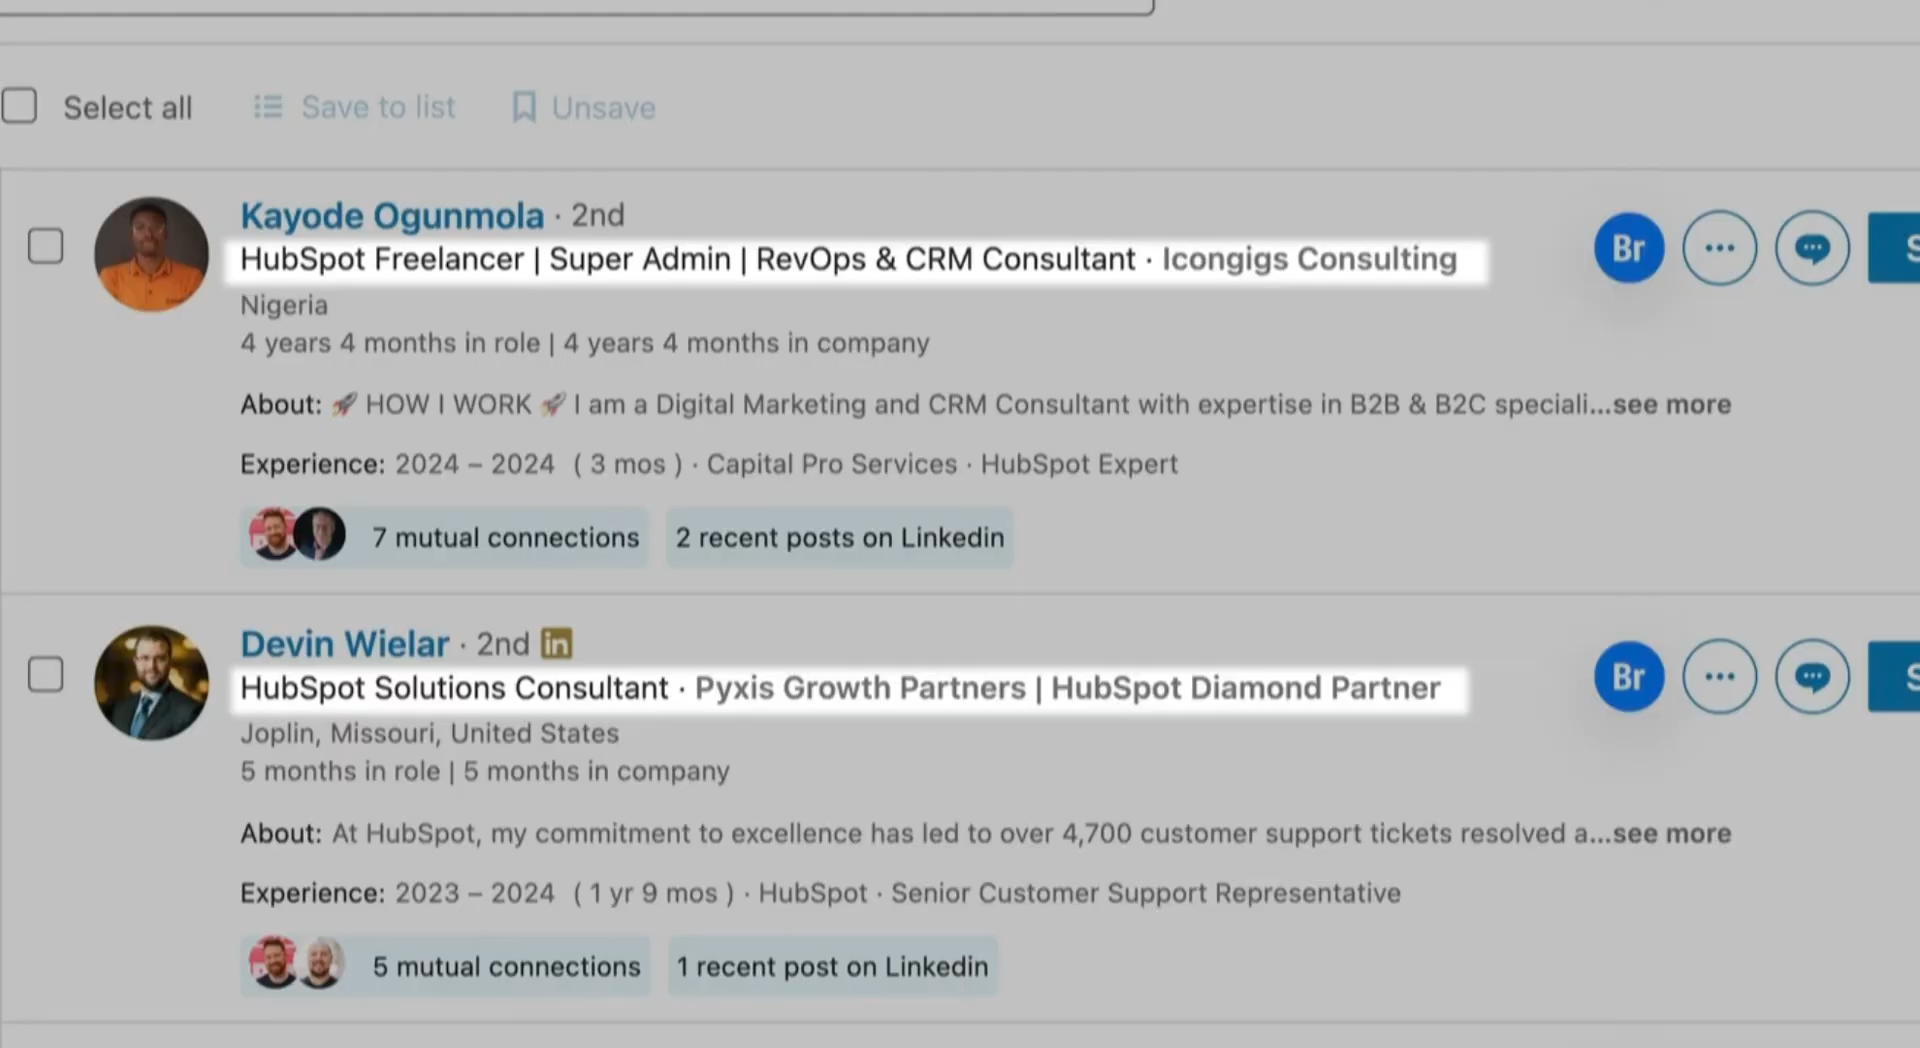 Select all Save to list Unsave
Kayode Ogunmola · 2nd
HubSpot Freelancer | Super Admin | RevOps & CRM Consultant · Icongigs Consulting
Br
Nigeria
4 years 4 months in role | 4 years 4 months in company
About: 🚀 HOW I WORK 🚀 I am a Digital Marketing and CRM Consultant with expertise in B2B & B2C speciali...see more
Experience: 2024 – 2024 ( 3 mos ) · Capital Pro Services · HubSpot Expert
7 mutual connections 2 recent posts on Linkedin
Devin Wielar · 2nd in
HubSpot Solutions Consultant · Pyxis Growth Partners | HubSpot Diamond Partner
Br
Joplin, Missouri, United States
5 months in role | 5 months in company
About: At HubSpot, my commitment to excellence has led to over 4,700 customer support tickets resolved a...see more
Experience: 2023 – 2024 ( 1 yr 9 mos ) · HubSpot · Senior Customer Support Representative
5 mutual connections 1 recent post on Linkedin